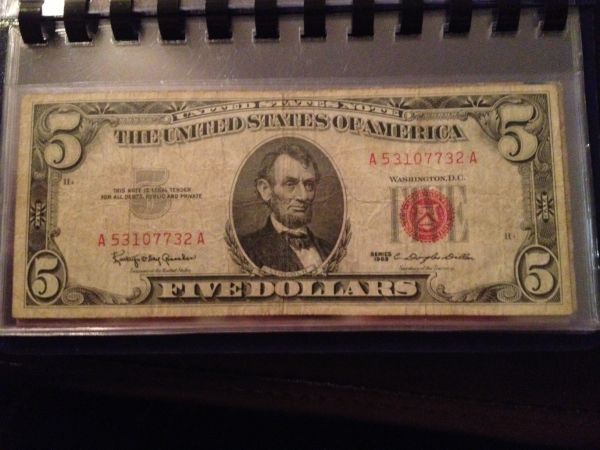 UNITED STATES NOTE
THE UNITED STATES OF AMERICA
5
5
A 53107732 A
WASHINGTON, D.C.
THIS NOTE IS LEGAL TENDER
FOR ALL DEBTS, PUBLIC AND PRIVATE
5
FIVE
A 53107732 A
SERIES
1963
5
5
FIVE DOLLARS